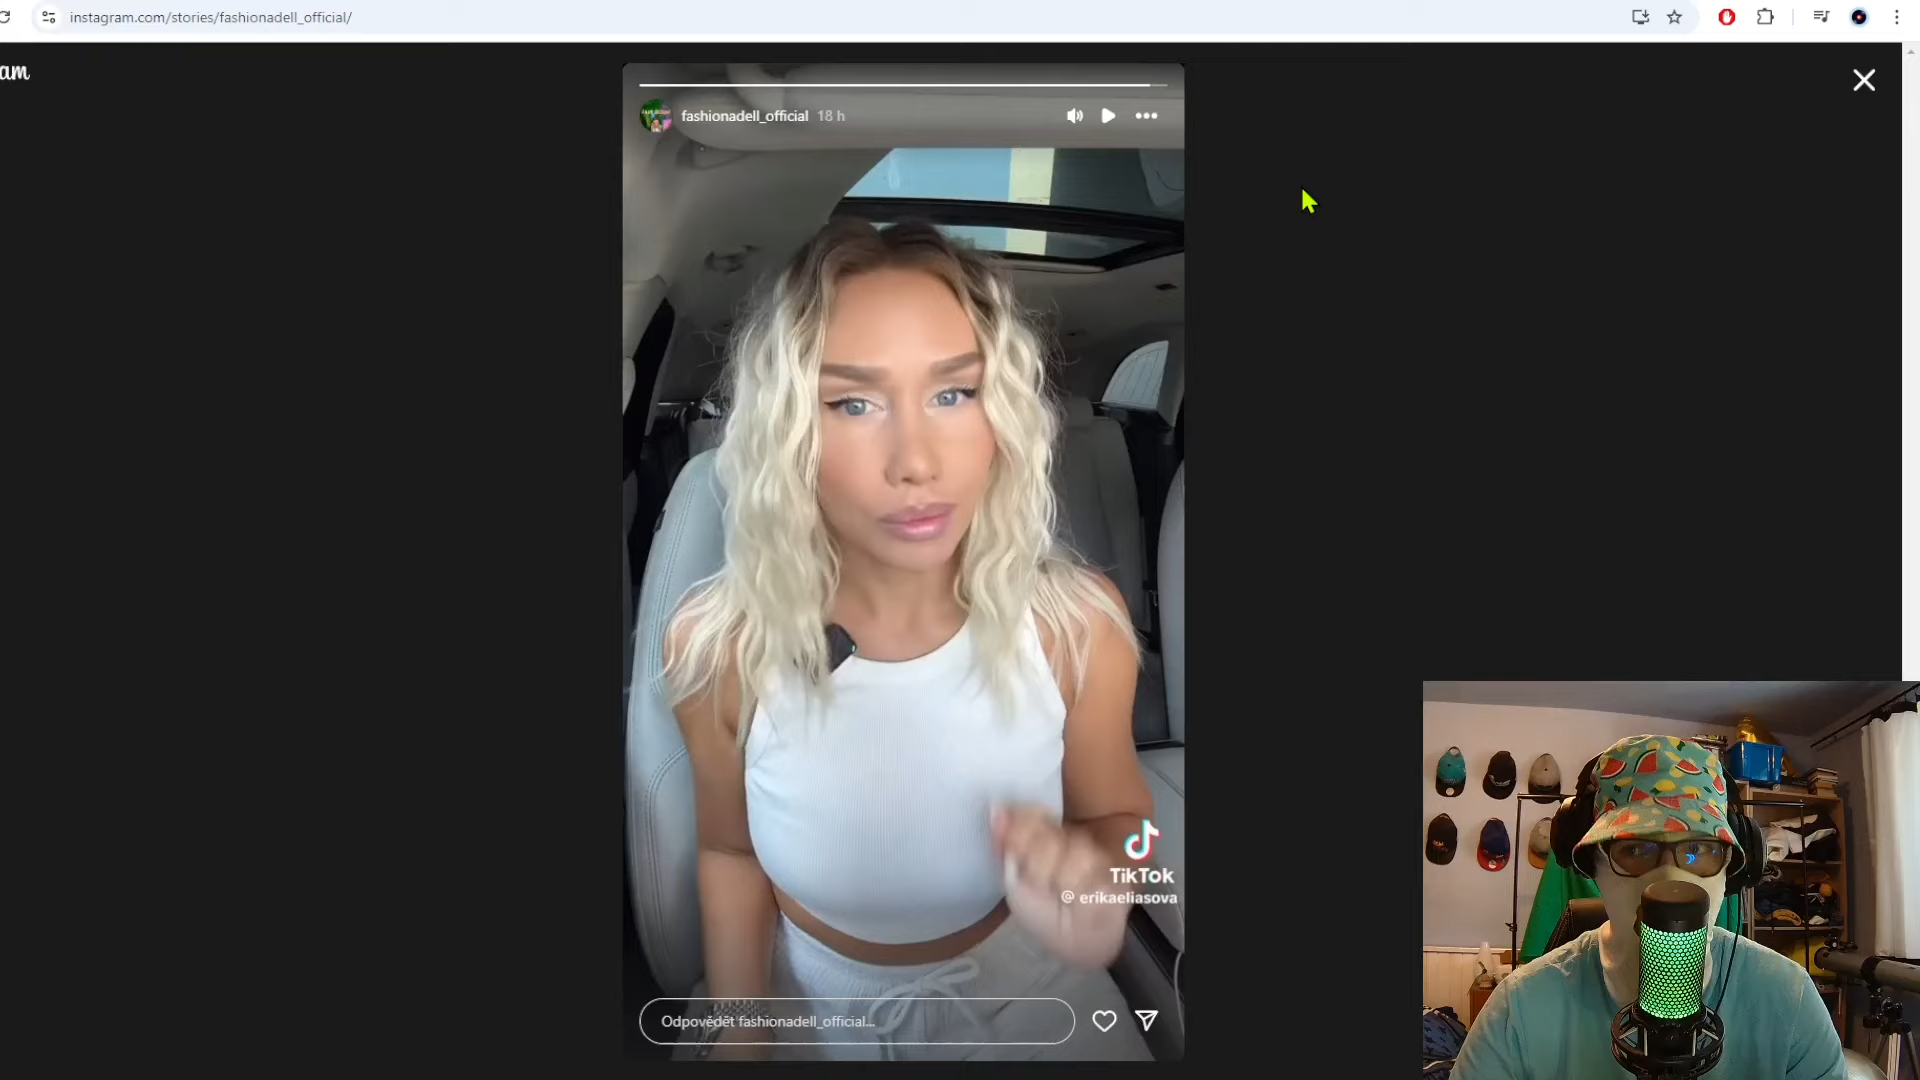 instagram.com/stories/fashionadell_official/
am
fashionadell_official 18 h
TikTok
@ erikaeliasova
Odpovědět fashionadell_official...